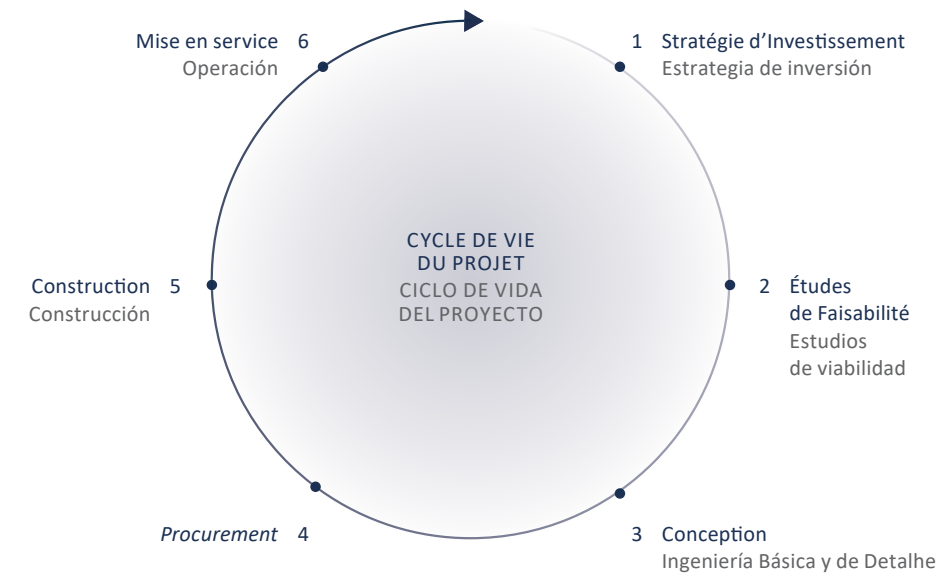 CYCLE DE VIE
DU PROJET
CICLO DE VIDA
DEL PROYECTO
1 Stratégie d’Investissement
Estrategia de inversión
2 Études
de Faisabilité
Estudios
de viabilidad
3 Conception
Ingeniería Básica y de Detalhe
Procurement 4
Construction 5
Construcción
Mise en service 6
Operación